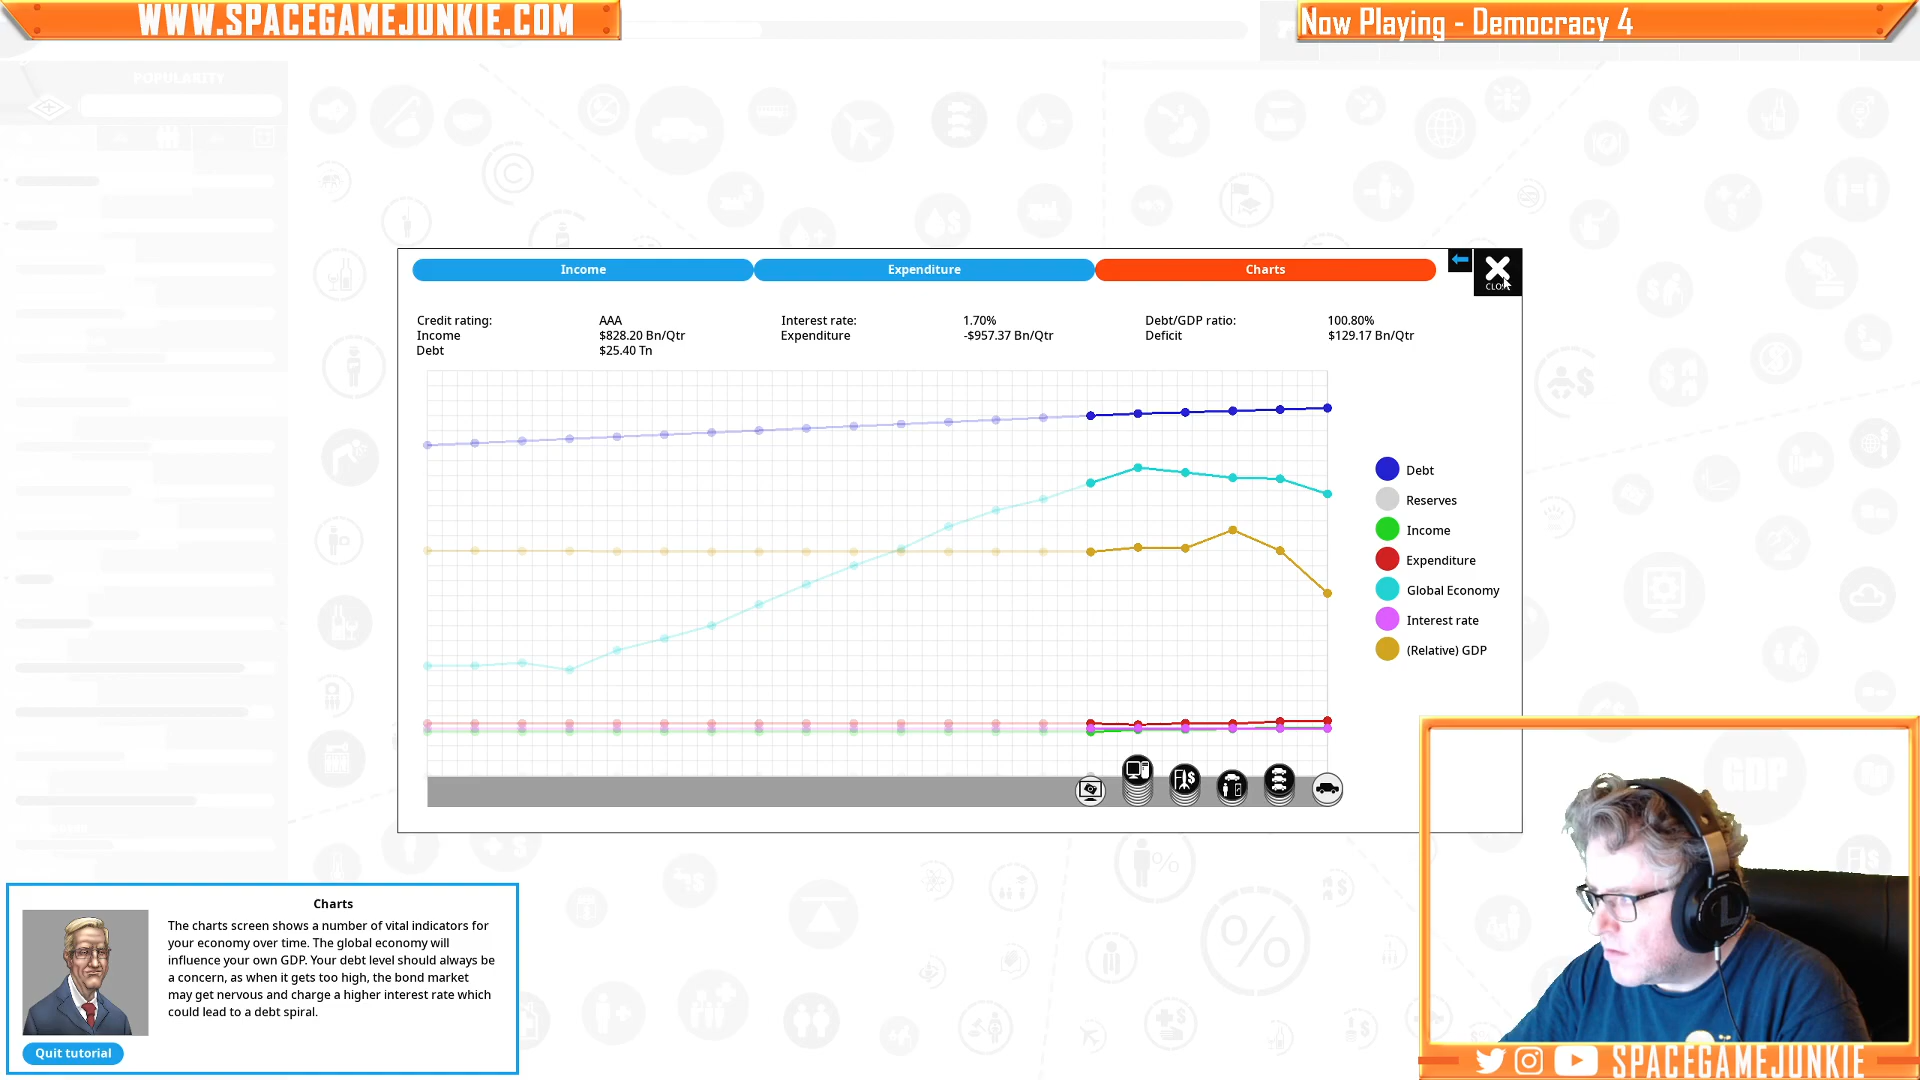 WWW.SPACEGAMEJUNKIE.COM
Now Playing - Democracy 4
POPULARITY
Income
Expenditure
Charts
Credit rating:
AAA
Interest rate:
1.70%
Debt/GDP ratio:
100.80%
Income
$828.20 Bn/Qtr
Expenditure
-$957.37 Bn/Qtr
Deficit
$129.17 Bn/Qtr
Debt
$25.40 Tn
Debt
Reserves
Income
Expenditure
Global Economy
Interest rate
(Relative) GDP
GDP
Charts
The charts screen shows a number of vital indicators for
your economy over time. The global economy will
influence your own GDP. Your debt level should always be
a concern, as when it gets too high, the bond market
may get nervous and charge a higher interest rate which
could lead to a debt spiral.
Quit tutorial
SPACEGAMEJUNKIE